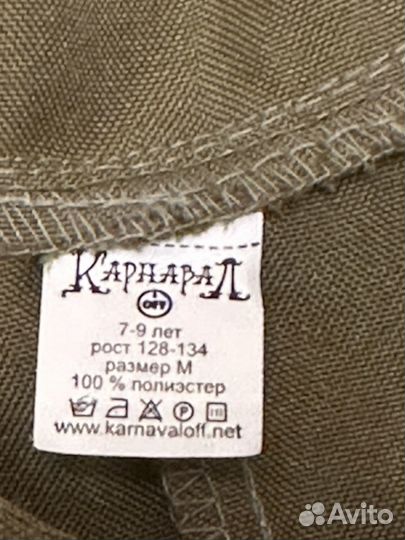 КАРНАВАЛ
OFF
7-9 лет
рост 128-134
размер М
100 % полиэстер
P
www.karnavaloff.net
Avito